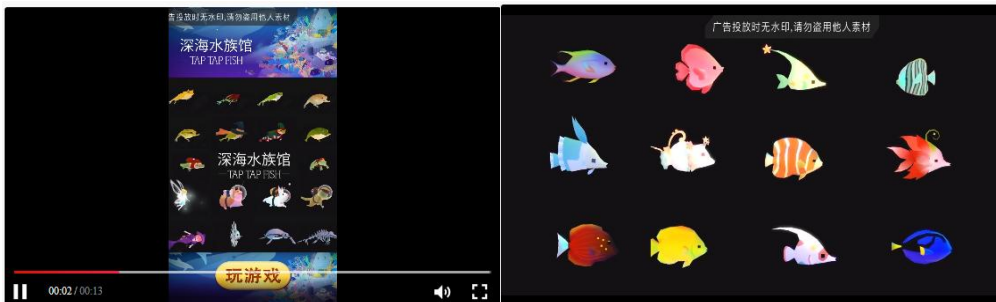 告投放时无水印,请勿盗用他人素材
深海水族馆
TAP TAP FISH
深海水族馆
TAP TAP FISH
玩游戏
00:02 / 00:13
广告投放时无水印,请勿盗用他人素材